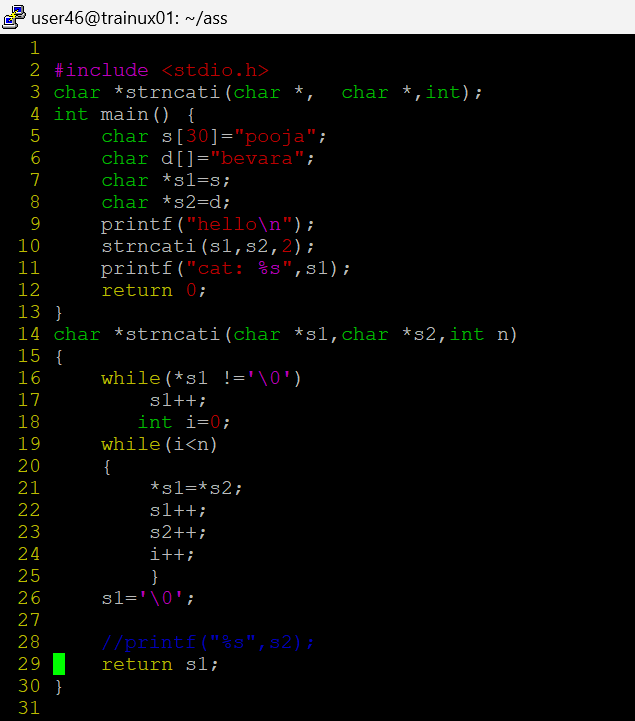 user46@trainux01: ~/ass
1
2 #include <stdio.h>
3 char *strncati(char *,  char *,int);
4 int main() {
5     char s[30]="pooja";
6     char d[]="bevara";
7     char *s1=s;
8     char *s2=d;
9     printf("hello\n");
10     strncati(s1,s2,2);
11     printf("cat: %s",s1);
12     return 0;
13 }
14 char *strncati(char *s1,char *s2,int n)
15 {
16     while(*s1 !='\0')
17         s1++;
18        int i=0;
19     while(i<n)
20     {
21         *s1=*s2;
22         s1++;
23         s2++;
24         i++;
25         }
26     s1='\0';
27
28     //printf("%s",s2);
29     return s1;
30 }
31